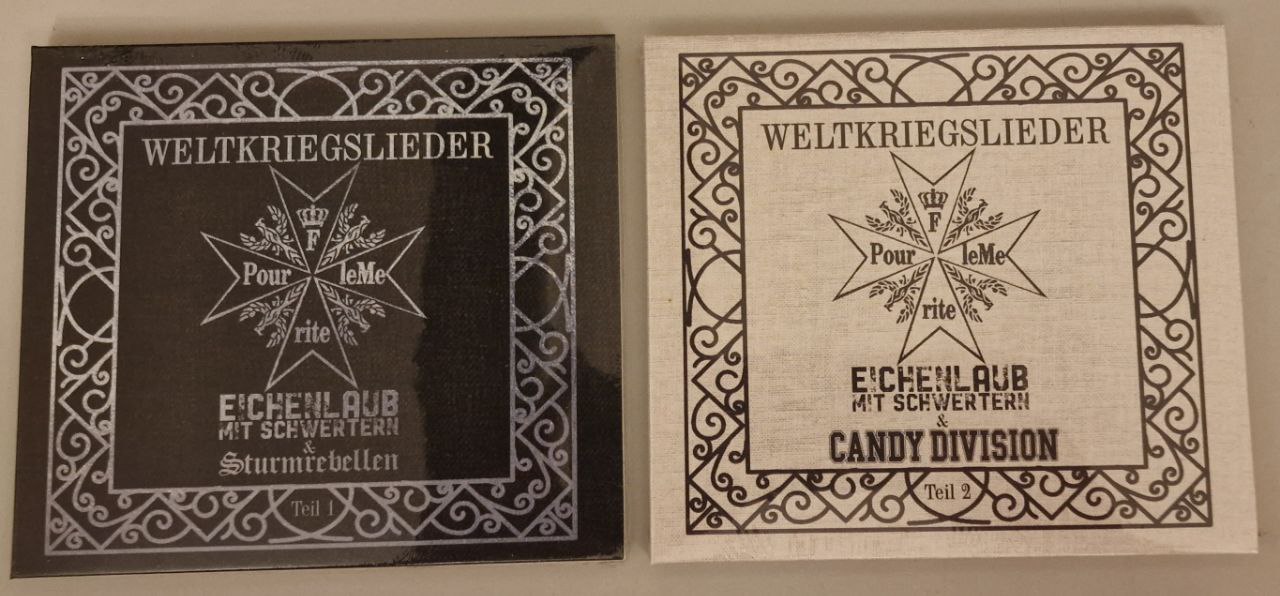 WELTKRIEGSLIEDER
F
Pour leMe
rite
EICHENLAUB
MIT SCHWERTERN
&
Sturmrebellen
Teil 1
WELTKRIEGSLIEDER
F
Pour leMe
rite
EICHENLAUB
MIT SCHWERTERN
&
CANDY DIVISION
Teil 2